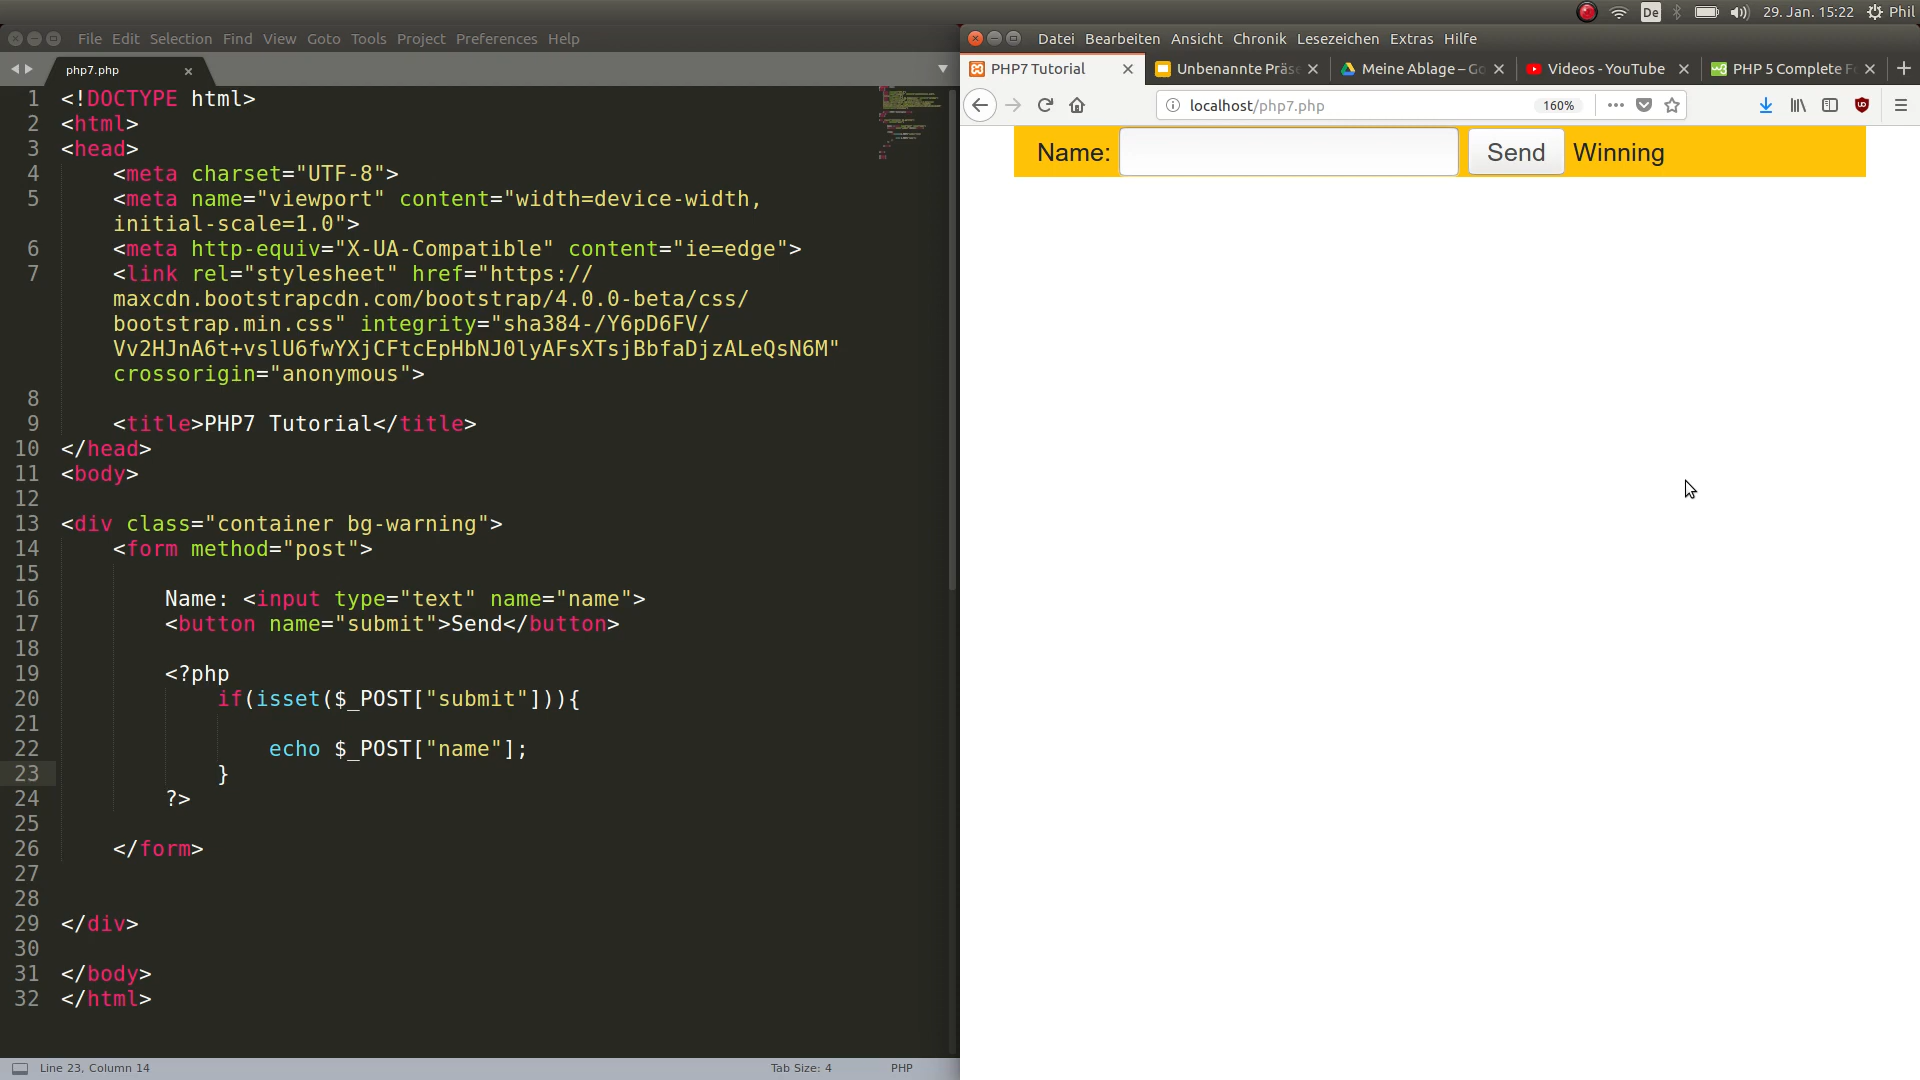 De 29. Jan. 15:22 Phil
File Edit Selection Find View Goto Tools Project Preferences Help
php7.php
1 <!DOCTYPE html>
2 <html>
3 <head>
4 <meta charset="UTF-8">
5 <meta name="viewport" content="width=device-width,
initial-scale=1.0">
6 <meta http-equiv="X-UA-Compatible" content="ie=edge">
7 <link rel="stylesheet" href="https://
maxcdn.bootstrapcdn.com/bootstrap/4.0.0-beta/css/
bootstrap.min.css" integrity="sha384-/Y6pD6FV/
Vv2HJnA6t+vslU6fwYXjCFtcEpHbNJ0lyAFsXTsjBbfaDjzALeQsN6M"
crossorigin="anonymous">
8
9 <title>PHP7 Tutorial</title>
10 </head>
11 <body>
12
13 <div class="container bg-warning">
14 <form method="post">
15
16 Name: <input type="text" name="name">
17 <button name="submit">Send</button>
18
19 <?php
20 if(isset($_POST["submit"])){
21
22 echo $_POST["name"];
23 }
24 ?>
25
26 </form>
27
28
29 </div>
30
31 </body>
32 </html>
Line 23, Column 14 Tab Size: 4 PHP
Datei Bearbeiten Ansicht Chronik Lesezeichen Extras Hilfe
PHP7 Tutorial Unbenannte Präse Meine Ablage – Go Videos - YouTube PHP 5 Complete Fo
localhost/php7.php 160%
Name: Send Winning